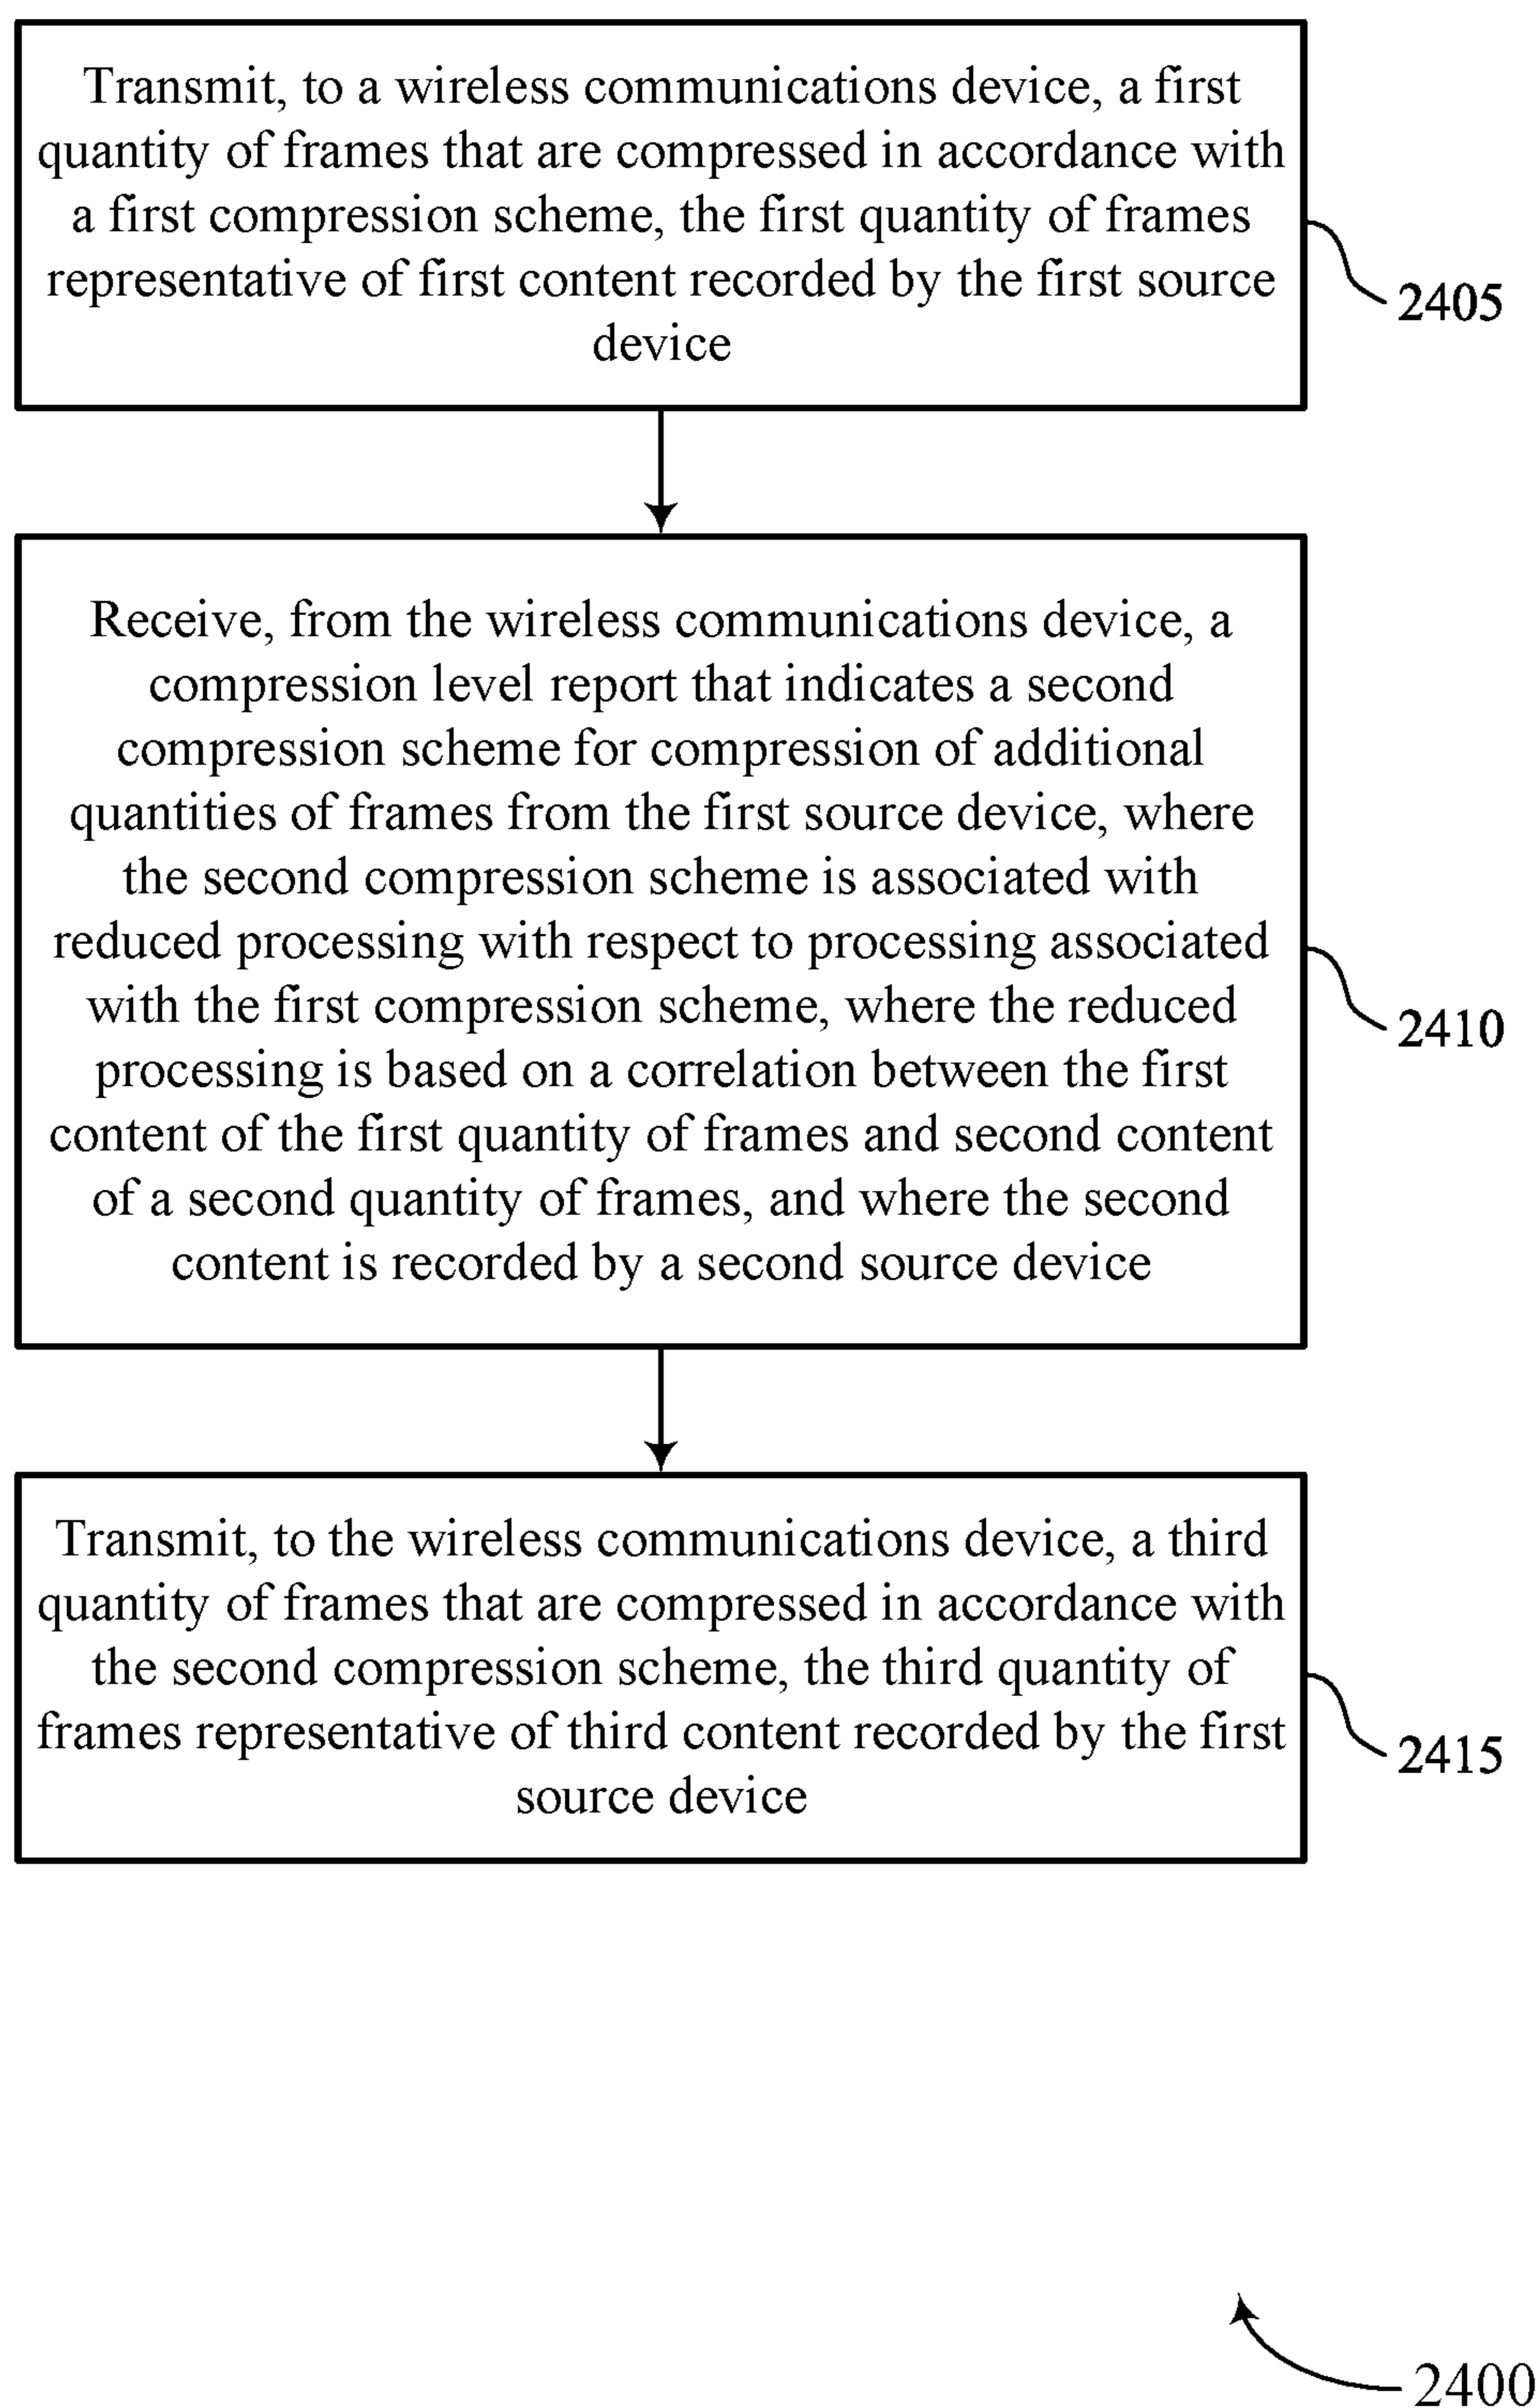 Transmit, to a wireless communications device, a first
quantity of frames that are compressed in accordance with
a first compression scheme, the first quantity of frames
representative of first content recorded by the first source
device
2405
Receive, from the wireless communications device, a
compression level report that indicates a second
compression scheme for compression of additional
quantities of frames from the first source device, where
the second compression scheme is associated with
reduced processing with respect to processing associated
with the first compression scheme, where the reduced
processing is based on a correlation between the first
content of the first quantity of frames and second content
of a second quantity of frames, and where the second
content is recorded by a second source device
2410
Transmit, to the wireless communications device, a third
quantity of frames that are compressed in accordance with
the second compression scheme, the third quantity of
frames representative of third content recorded by the first
source device
2415
2400